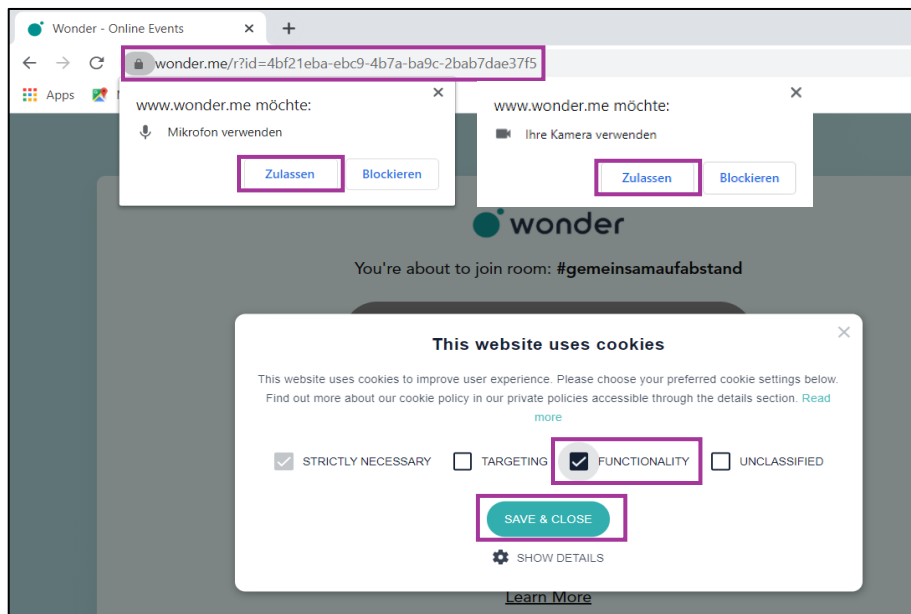 Wonder - Online Events
wonder.me/r?id=4bf21eba-ebc9-4b7a-ba9c-2bab7dae37f5
Apps
www.wonder.me möchte:
Mikrofon verwenden
Zulassen Blockieren
www.wonder.me möchte:
Ihre Kamera verwenden
Zulassen Blockieren
wonder
You're about to join room: #gemeinsamaufabstand
This website uses cookies
This website uses cookies to improve user experience. Please choose your preferred cookie settings below.
Find out more about our cookie policy in our private policies accessible through the details section. Read
more
STRICTLY NECESSARY TARGETING FUNCTIONALITY UNCLASSIFIED
SAVE & CLOSE
SHOW DETAILS
Learn More